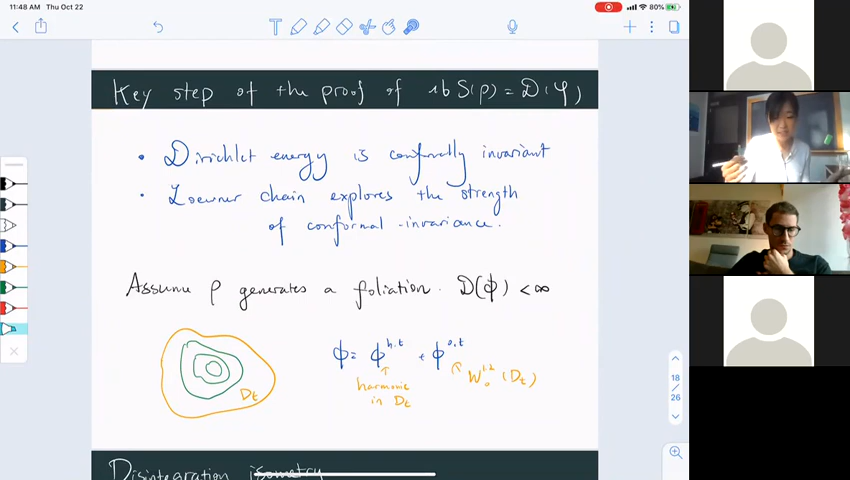 11:48 AM Thu Oct 22
80%
Key step of the proof of 16 S(ρ) = D(φ)
• Dirichlet energy is conformally invariant
• Loewner chain explores the strength
of conformal-invariance.
Assume ρ generates a foliation. D(ϕ) < ∞
ϕ = ϕ^{h,t} + ϕ^{0,t}
harmonic
in D_t
W_0^{1,2}(D_t)
D_t
18
/
26
Disintegration isometry